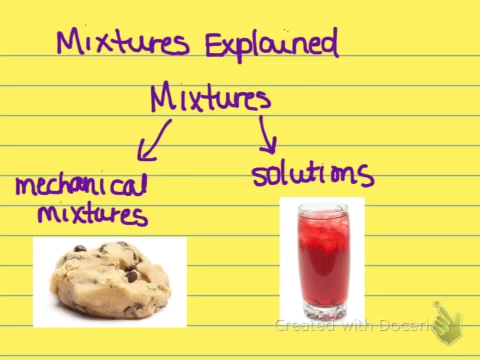 Mixtures Explained
Mixtures
mechanical
mixtures
solutions
Created with Doceri